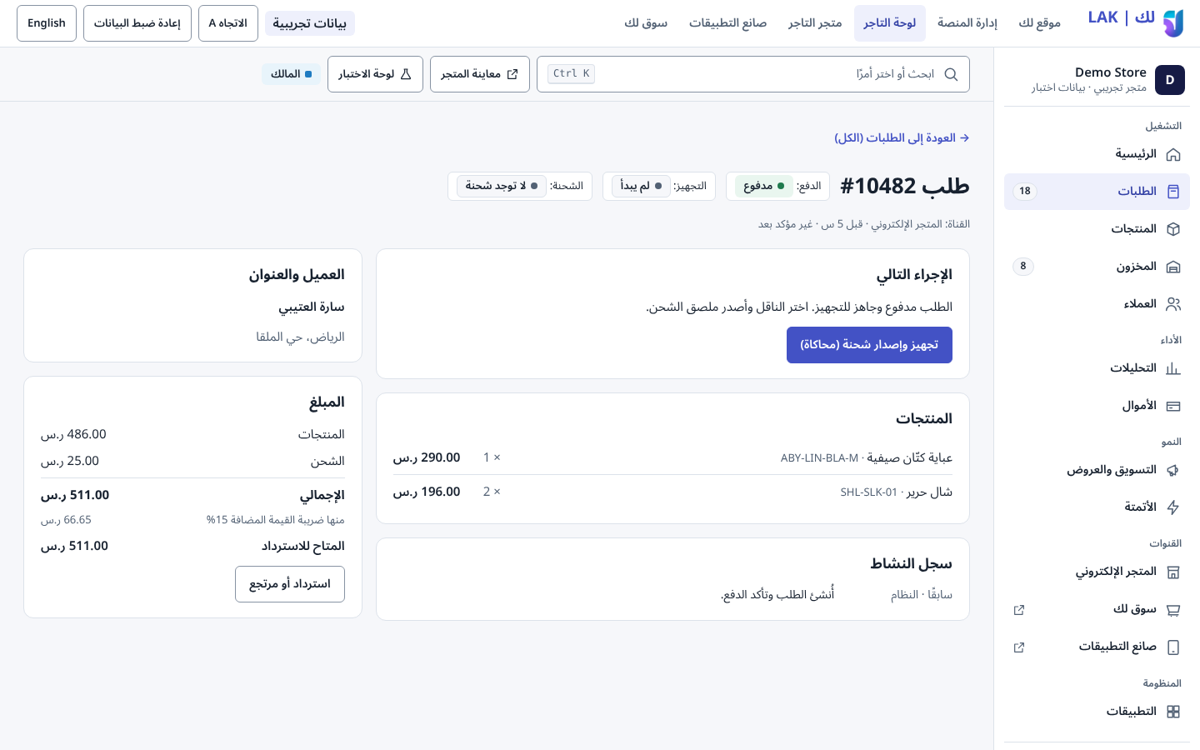 لك | LAK
موقع لك
إدارة المنصة
لوحة التاجر
متجر التاجر
صانع التطبيقات
سوق لك
بيانات تجريبية
الاتجاه A
إعادة ضبط البيانات
English
Demo Store
متجر تجريبي · بيانات اختبار
D
التشغيل
الرئيسية
الطلبات 18
المنتجات
المخزون 8
العملاء
الأداء
التحليلات
الأموال
النمو
التسويق والعروض
الأتمتة
القنوات
المتجر الإلكتروني
سوق لك
صانع التطبيقات
المنظومة
التطبيقات
ابحث أو اختر أمرًا Ctrl K
معاينة المتجر
لوحة الاختبار
المالك
→ العودة إلى الطلبات (الكل)
طلب 10482#
الدفع: مدفوع
التجهيز: لم يبدأ
الشحنة: لا توجد شحنة
القناة: المتجر الإلكتروني · قبل 5 س · غير مؤكد بعد
الإجراء التالي
الطلب مدفوع وجاهز للتجهيز. اختر الناقل وأصدر ملصق الشحن.
تجهيز وإصدار شحنة (محاكاة)
المنتجات
عباية كتّان صيفية · ABY-LIN-BLA-M × 1 290.00 ر.س
شال حرير · SHL-SLK-01 × 2 196.00 ر.س
سجل النشاط
سابقًا · النظام أُنشئ الطلب وتأكد الدفع.
العميل والعنوان
سارة العتيبي
الرياض، حي الملقا
المبلغ
المنتجات 486.00 ر.س
الشحن 25.00 ر.س
الإجمالي 511.00 ر.س
منها ضريبة القيمة المضافة 15% 66.65 ر.س
المتاح للاسترداد 511.00 ر.س
استرداد أو مرتجع